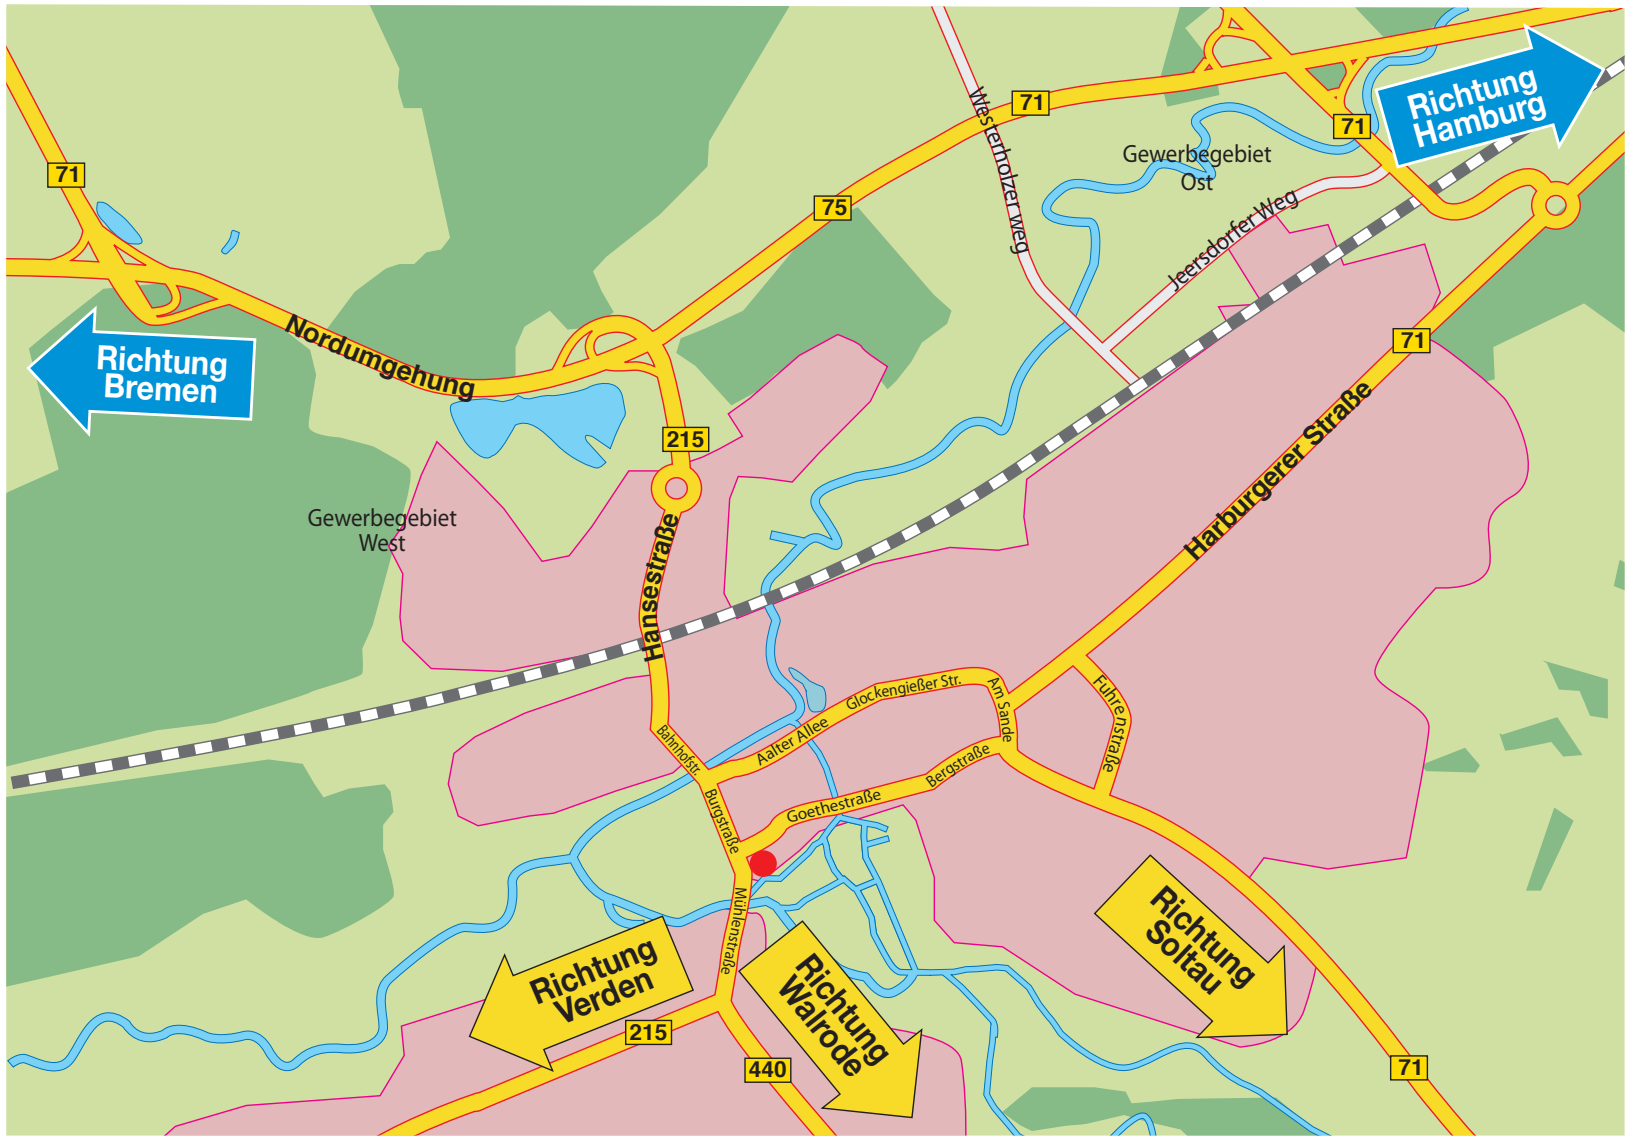 71
Richtung
Hamburg
71
71
Westerholzer weg
Gewerbegebiet
Ost
71
75
Jeersdorfer Weg
Nordumgehung
Richtung
Bremen
71
215
Harburgerer Straße
Gewerbegebiet
West
Hansestraße
Glockengießer Str.
Am Sande
Fuhrenstraße
Aalter Allee
Bahnhofstr.
Bergstraße
Goethestraße
Burgstraße
Mühlenstraße
Richtung
Verden
Richtung
Walrode
Richtung
Soltau
215
440
71